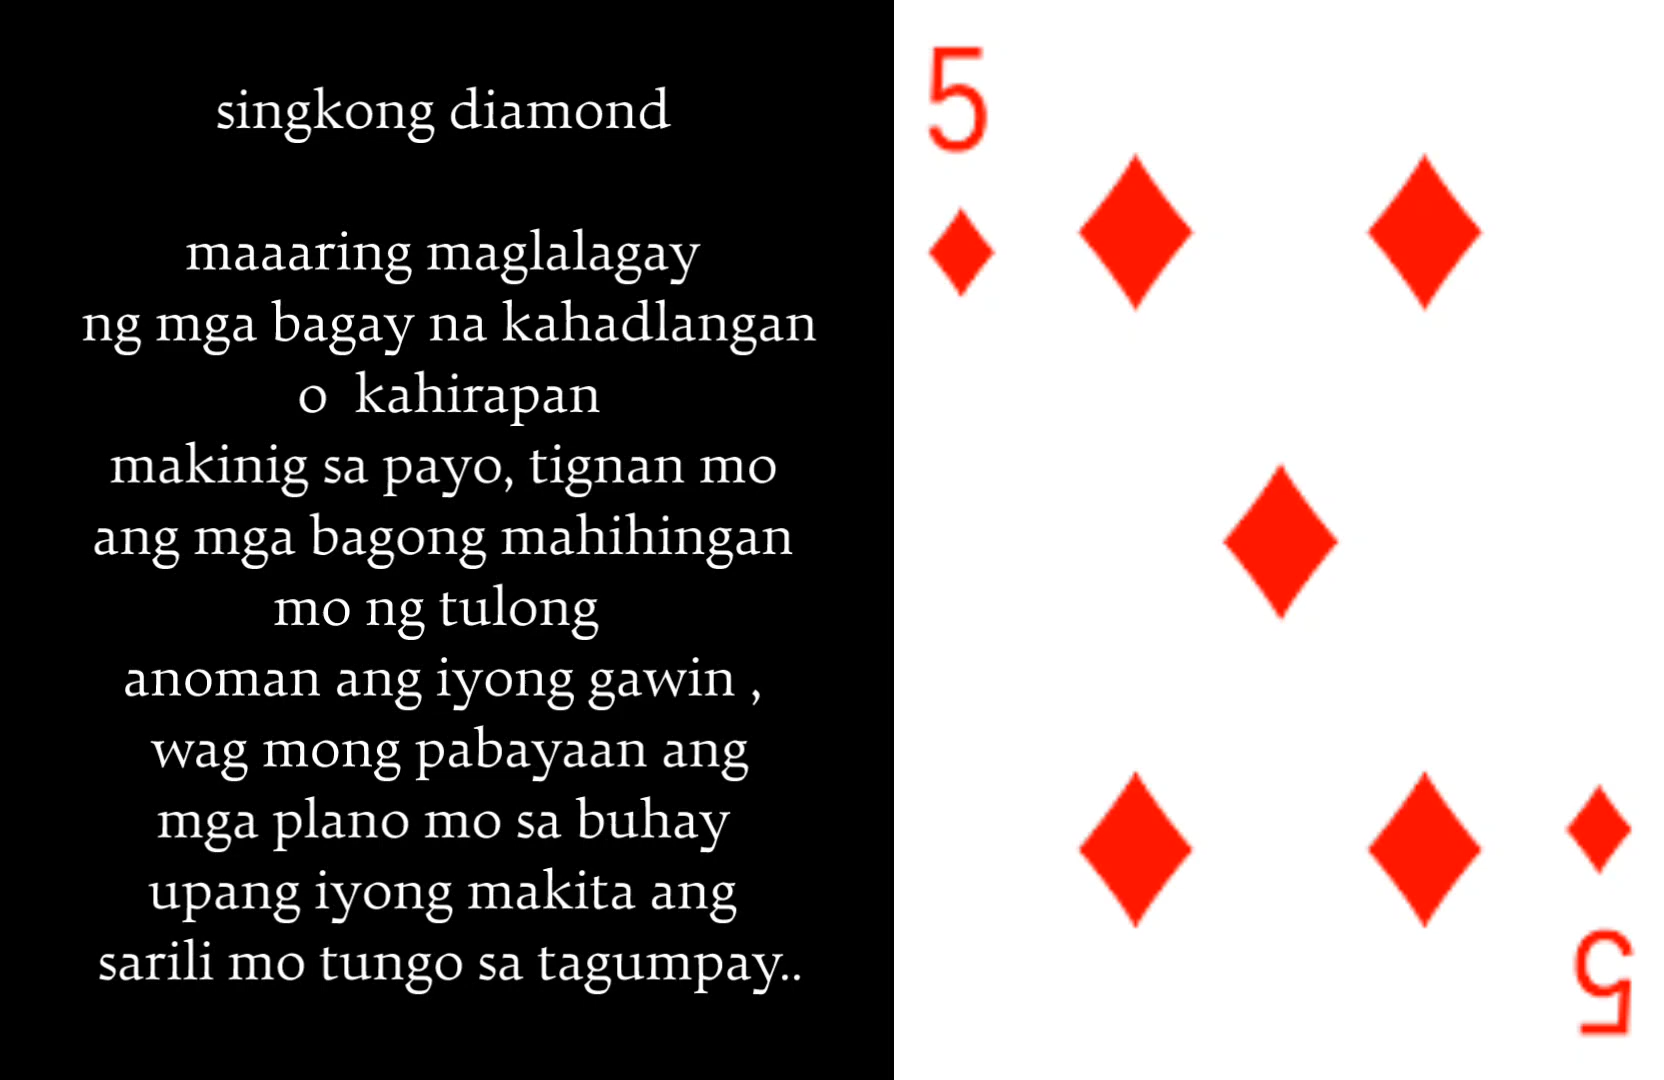 singkong diamond
maaaring maglalagay
ng mga bagay na kahadlangan
o kahirapan
makinig sa payo, tignan mo
ang mga bagong mahihingan
mo ng tulong
anoman ang iyong gawin ,
wag mong pabayaan ang
mga plano mo sa buhay
upang iyong makita ang
sarili mo tungo sa tagumpay..
5
5